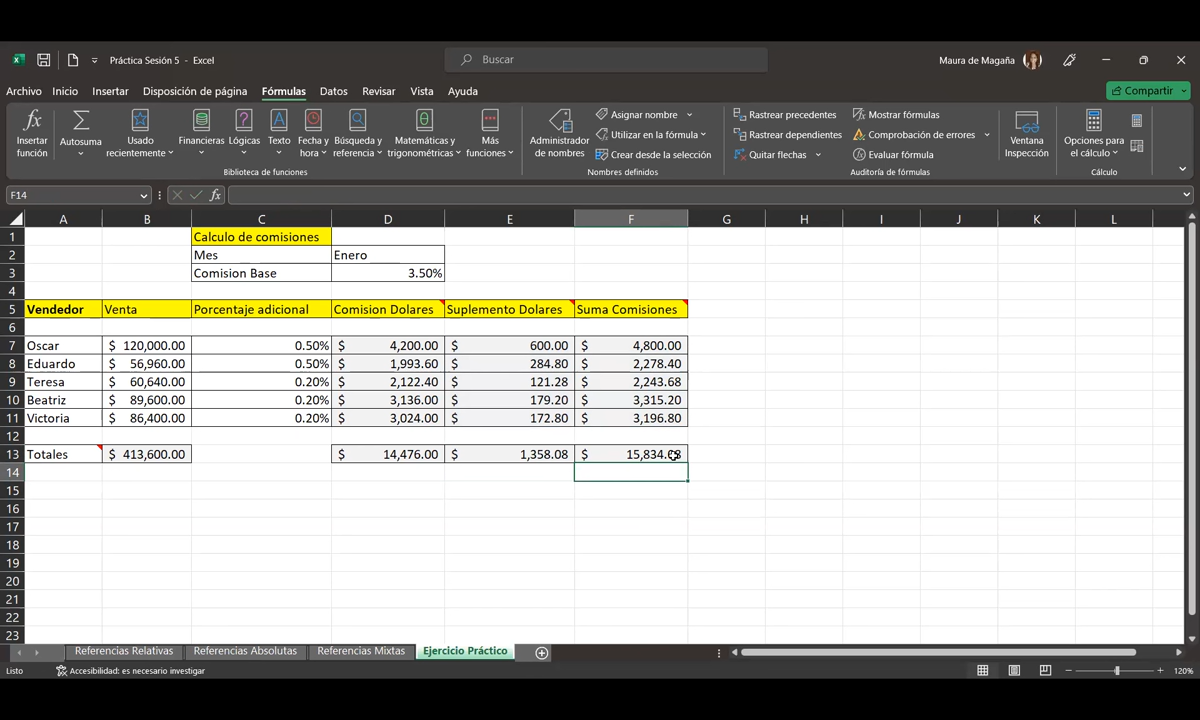 Práctica Sesión 5 - Excel
Buscar
Maura de Magaña
Archivo Inicio Insertar Disposición de página Fórmulas Datos Revisar Vista Ayuda
Compartir
fx
Insertar función
Autosuma
Usado recientemente
Financieras
Lógicas
Texto
Fecha y hora
Búsqueda y referencia
Matemáticas y trigonométricas
Más funciones
Biblioteca de funciones
Administrador de nombres
Asignar nombre
Utilizar en la fórmula
Crear desde la selección
Nombres definidos
Rastrear precedentes
Rastrear dependientes
Quitar flechas
Mostrar fórmulas
Comprobación de errores
Evaluar fórmula
Auditoría de fórmulas
Ventana Inspección
Opciones para el cálculo
Cálculo
F14
fx
A B C D E F G H I J K L
1 Calculo de comisiones
2 Mes Enero
3 Comision Base 3.50%
4
5 Vendedor Venta Porcentaje adicional Comision Dolares Suplemento Dolares Suma Comisiones
6
7 Oscar $ 120,000.00 0.50% $ 4,200.00 $ 600.00 $ 4,800.00
8 Eduardo $ 56,960.00 0.50% $ 1,993.60 $ 284.80 $ 2,278.40
9 Teresa $ 60,640.00 0.20% $ 2,122.40 $ 121.28 $ 2,243.68
10 Beatriz $ 89,600.00 0.20% $ 3,136.00 $ 179.20 $ 3,315.20
11 Victoria $ 86,400.00 0.20% $ 3,024.00 $ 172.80 $ 3,196.80
12
13 Totales $ 413,600.00 $ 14,476.00 $ 1,358.08 $ 15,834.08
14
15
16
17
18
19
20
21
22
23
Referencias Relativas Referencias Absolutas Referencias Mixtas Ejercicio Práctico
Listo Accesibilidad: es necesario investigar 120%